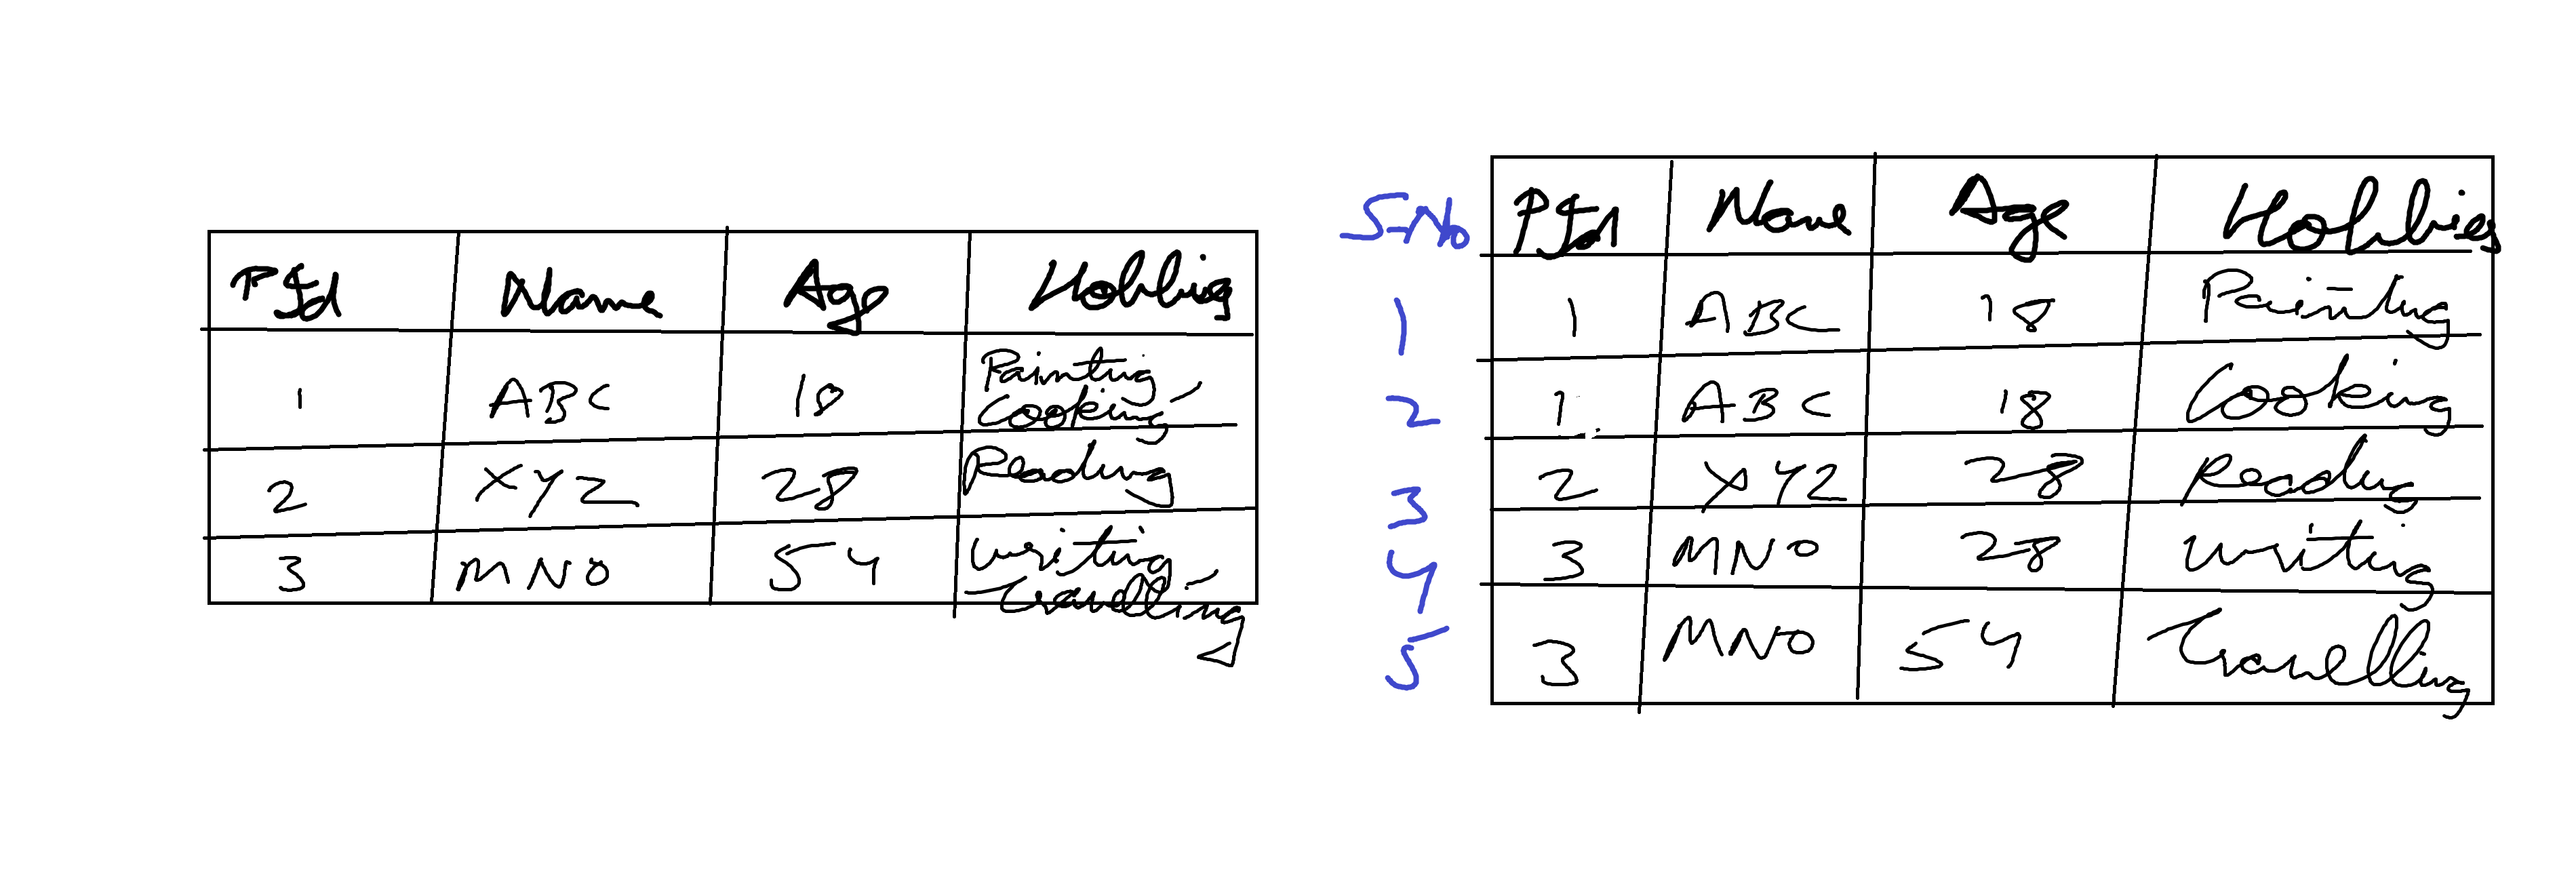 PId Name Age Hobbies
1 ABC 18 Painting,
Cooking
2 XYZ 28 Reading
3 MNO 54 Writing,
Travelling
S-No PId Name Age Hobbies
1 1 ABC 18 Painting
2 1 ABC 18 Cooking
3 2 XYZ 28 Reading
4 3 MNO 28 Writing
5 3 MNO 54 Travelling